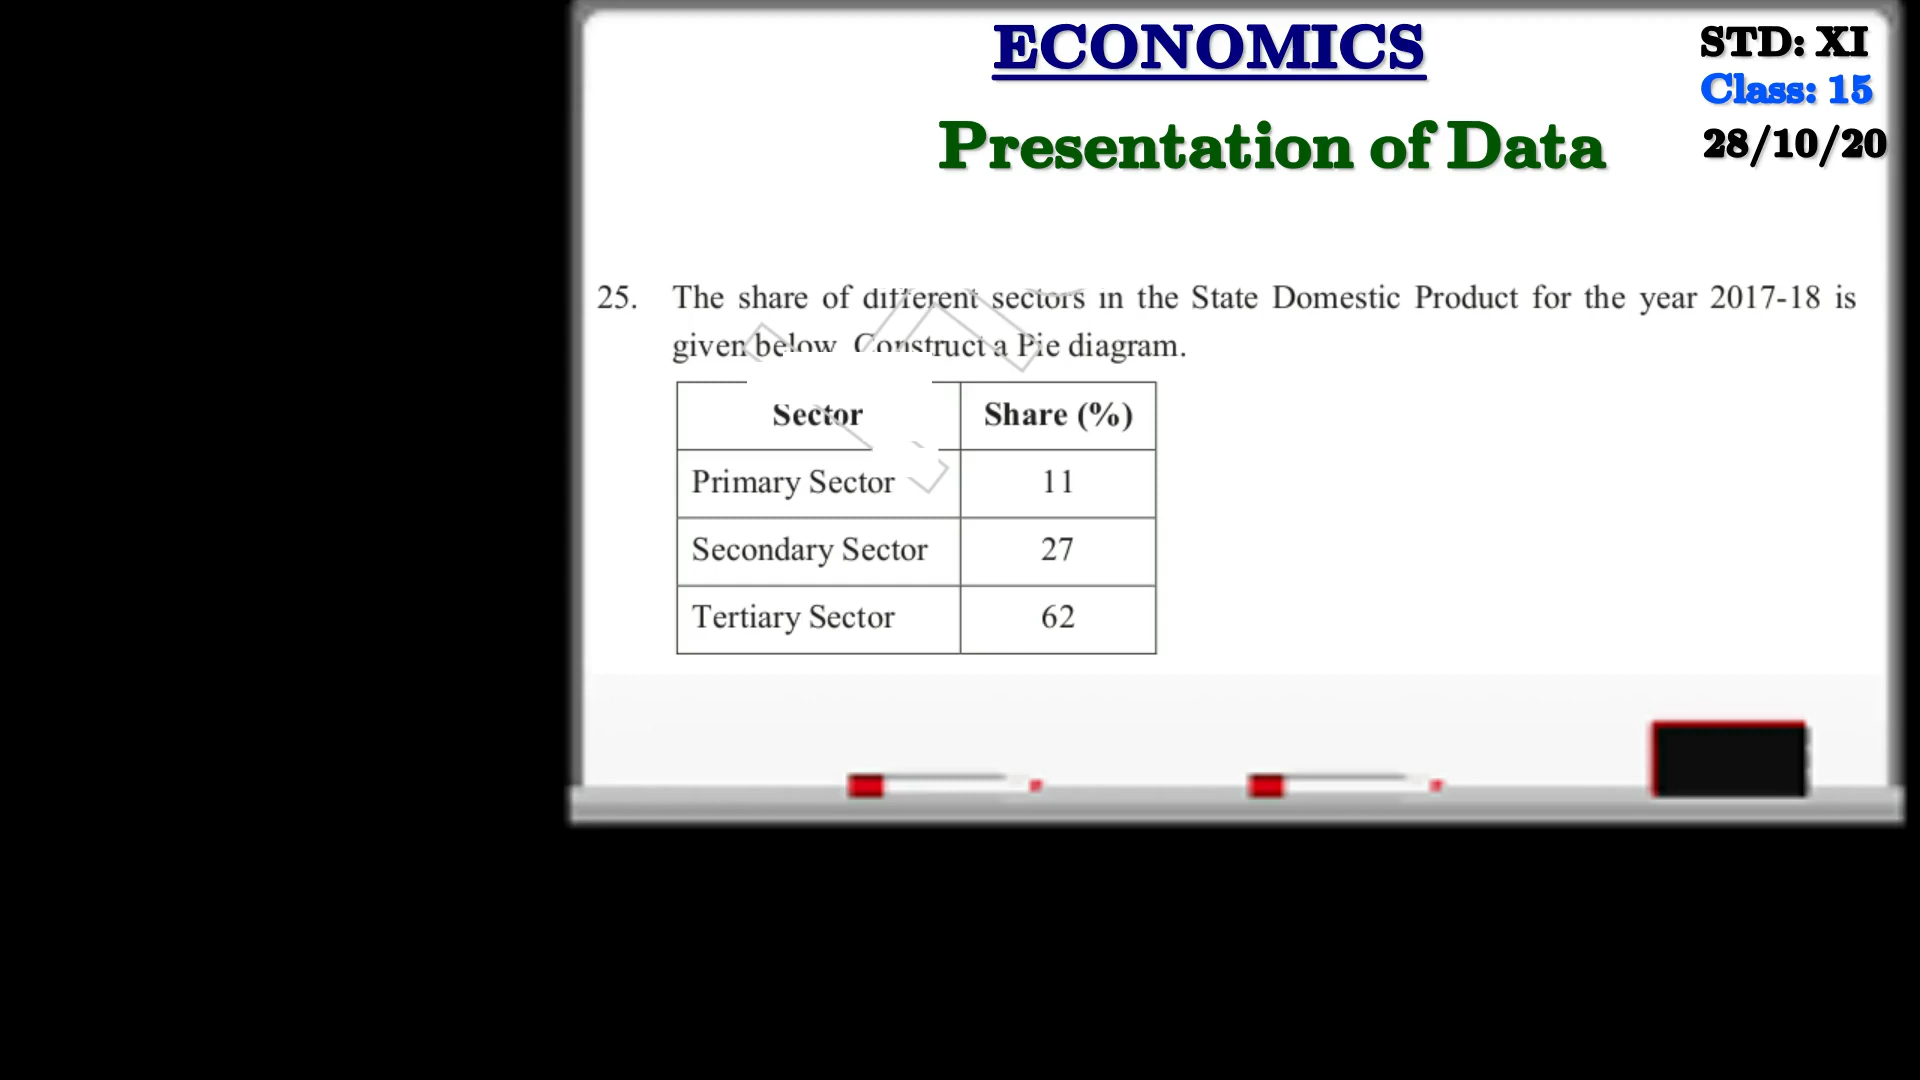 ECONOMICS
STD: XI
Class: 15
28/10/20
Presentation of Data
25. The share of different sectors in the State Domestic Product for the year 2017-18 is
given below. Construct a Pie diagram.
Sector Share (%)
Primary Sector 11
Secondary Sector 27
Tertiary Sector 62